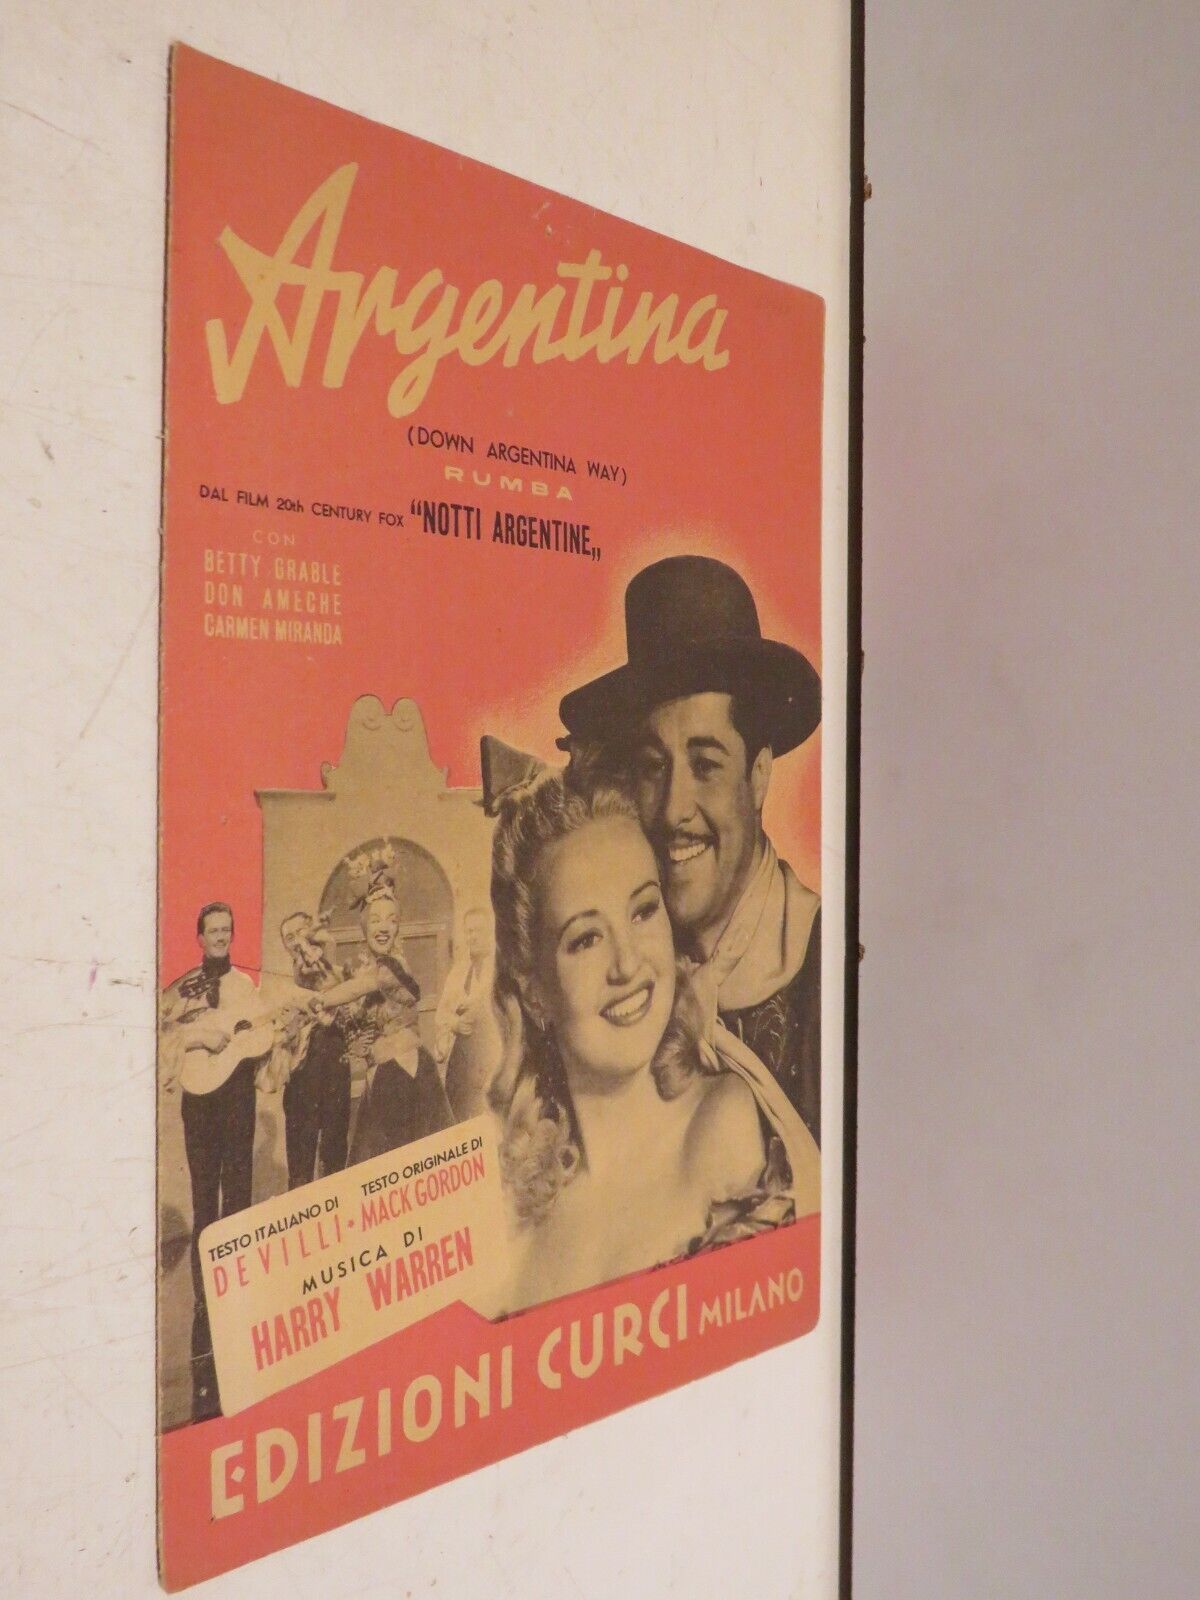 Argentina
(DOWN ARGENTINA WAY)
RUMBA
DAL FILM 20th CENTURY FOX "NOTTI ARGENTINE„
CON
BETTY GRABLE
DON AMECHE
CARMEN MIRANDA
TESTO ITALIANO DI
DEVILLI •
TESTO ORIGINALE DI
MACK GORDON
MUSICA DI
HARRY WARREN
EDIZIONI CURCI MILANO